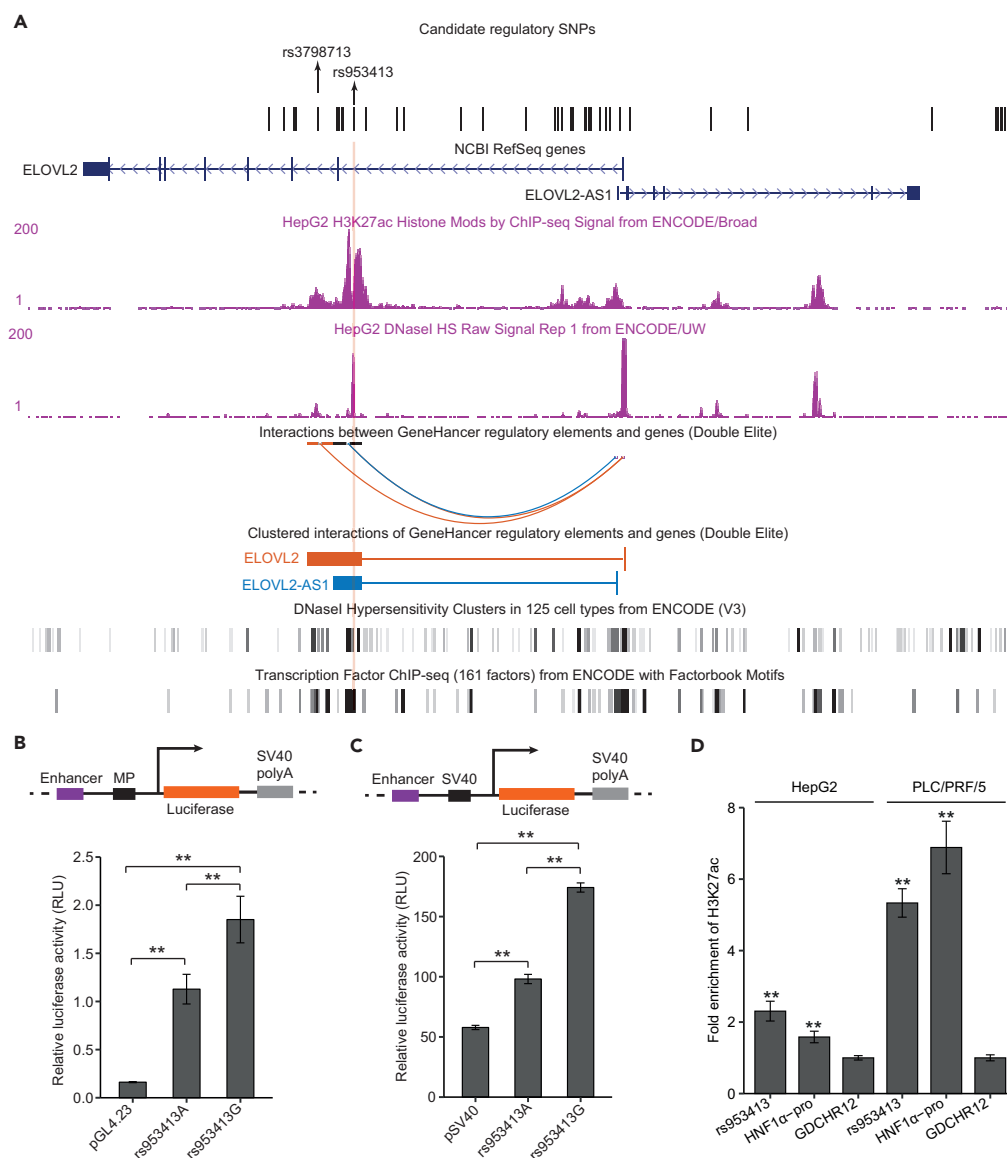 A
Candidate regulatory SNPs
rs3798713
rs953413
NCBI RefSeq genes
ELOVL2
ELOVL2-AS1
HepG2 H3K27ac Histone Mods by ChIP-seq Signal from ENCODE/Broad
200
1
HepG2 DNaseI HS Raw Signal Rep 1 from ENCODE/UW
200
1
Interactions between GeneHancer regulatory elements and genes (Double Elite)
Clustered interactions of GeneHancer regulatory elements and genes (Double Elite)
ELOVL2
ELOVL2-AS1
DNaseI Hypersensitivity Clusters in 125 cell types from ENCODE (V3)
Transcription Factor ChIP-seq (161 factors) from ENCODE with Factorbook Motifs
B
Enhancer
MP
Luciferase
SV40
polyA
Relative luciferase activity (RLU)
2.5
2.0
1.5
1.0
0.5
0.0
**
**
**
pGL4.23
rs953413A
rs953413G
C
Enhancer
SV40
Luciferase
SV40
polyA
Relative luciferase activity (RLU)
200
150
100
50
0
**
**
**
pSV40
rs953413A
rs953413G
D
HepG2
PLC/PRF/5
Fold enrichment of H3K27ac
8
6
4
2
0
**
**
**
**
rs953413
HNF1α−pro
GDCHR12
rs953413
HNF1α−pro
GDCHR12